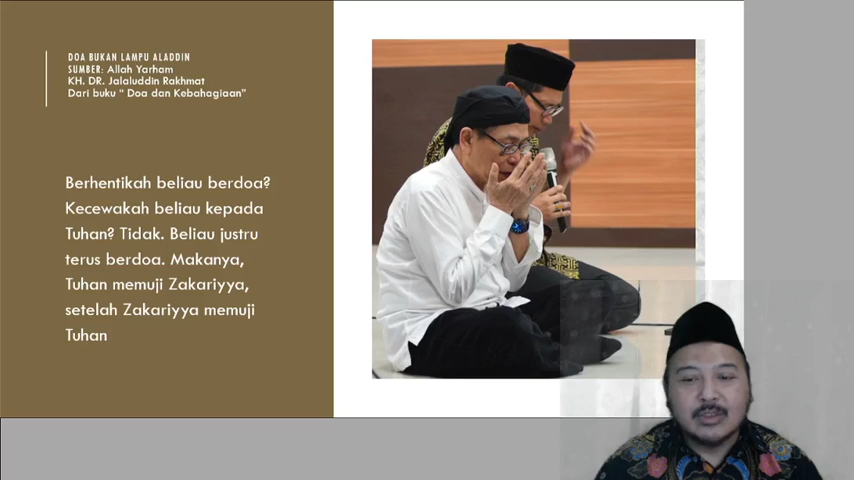 DOA BUKAN LAMPU ALADDIN
SUMBER: Allah Yarham
KH. DR. Jalaluddin Rakhmat
Dari buku “ Doa dan Kebahagiaan”
Berhentikah beliau berdoa?
Kecewakah beliau kepada
Tuhan? Tidak. Beliau justru
terus berdoa. Makanya,
Tuhan memuji Zakariyya,
setelah Zakariyya memuji
Tuhan